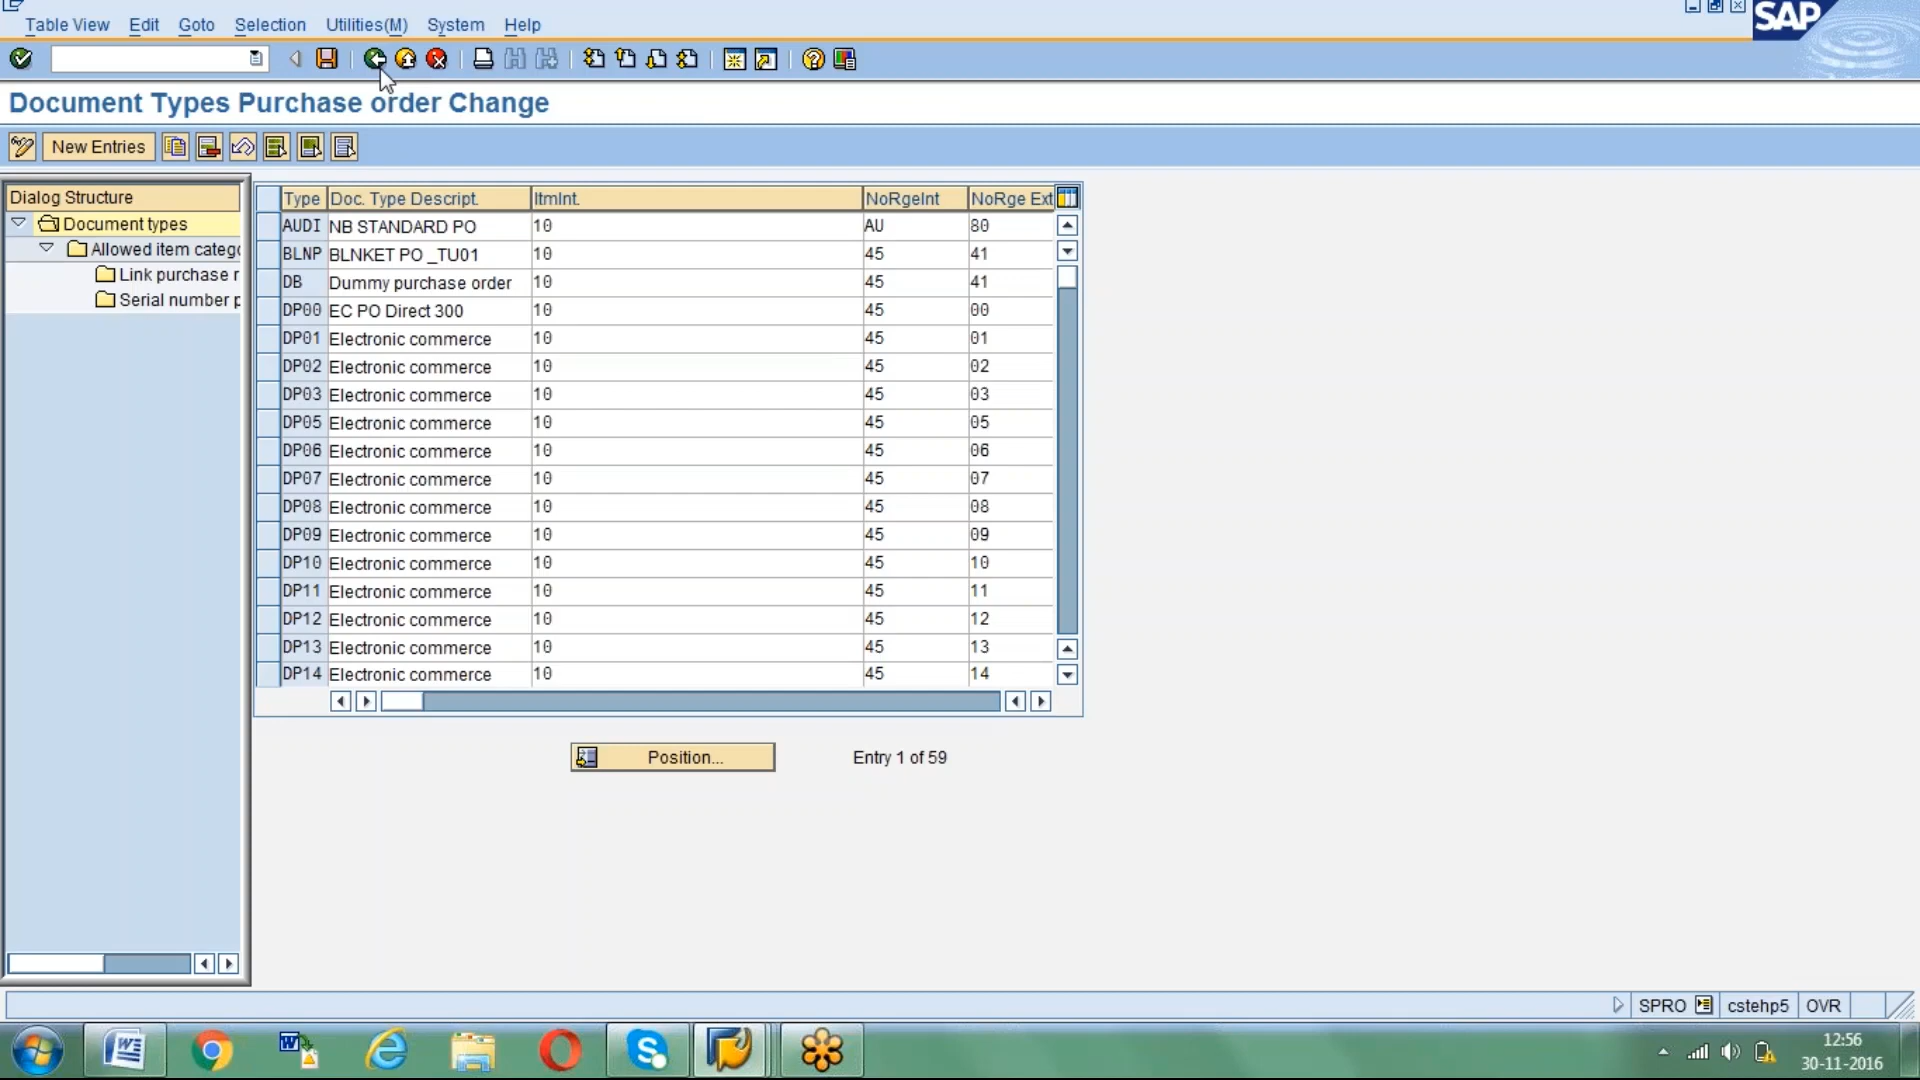 Table View Edit Goto Selection Utilities(M) System Help
SAP
Document Types Purchase order Change
New Entries
Dialog Structure
Document types
Allowed item catego
Link purchase r
Serial number p
Type Doc. Type Descript. ItmInt. NoRgeInt NoRge Ext
AUDI NB STANDARD PO 10 AU 80
BLNP BLNKET PO _TU01 10 45 41
DB Dummy purchase order 10 45 41
DP00 EC PO Direct 300 10 45 00
DP01 Electronic commerce 10 45 01
DP02 Electronic commerce 10 45 02
DP03 Electronic commerce 10 45 03
DP05 Electronic commerce 10 45 05
DP06 Electronic commerce 10 45 06
DP07 Electronic commerce 10 45 07
DP08 Electronic commerce 10 45 08
DP09 Electronic commerce 10 45 09
DP10 Electronic commerce 10 45 10
DP11 Electronic commerce 10 45 11
DP12 Electronic commerce 10 45 12
DP13 Electronic commerce 10 45 13
DP14 Electronic commerce 10 45 14
Position... Entry 1 of 59
SPRO cstehp5 OVR
12:56
30-11-2016